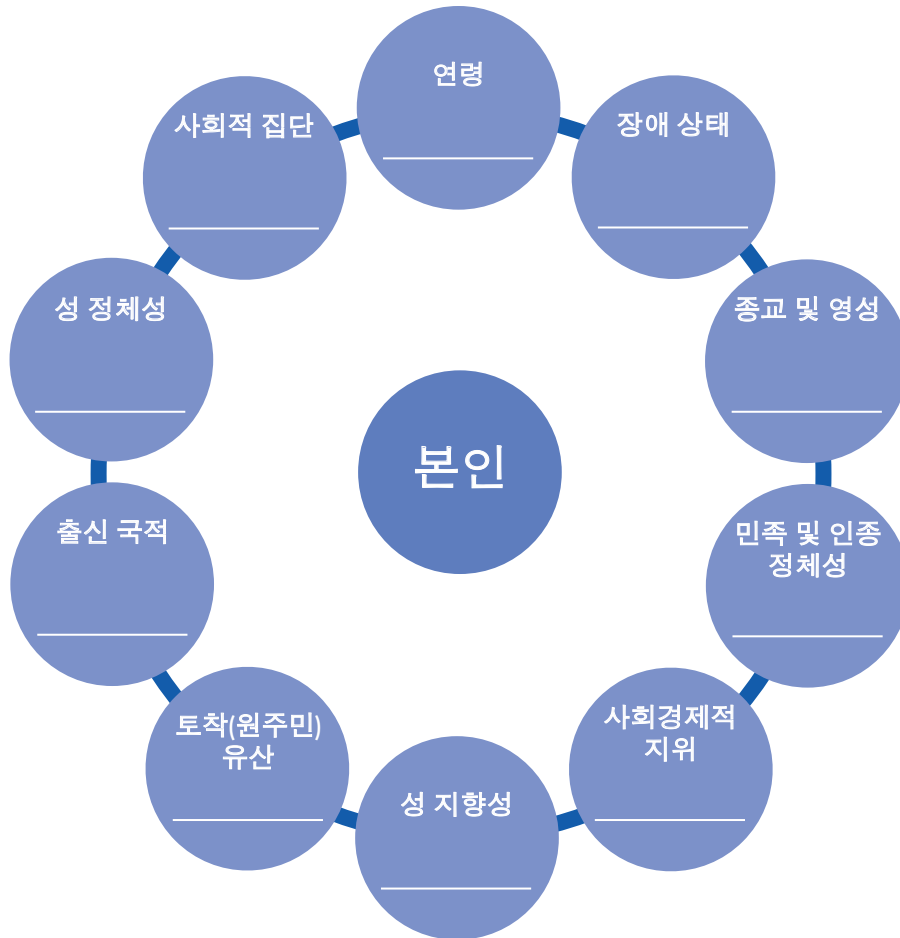 연령
사회적 집단
장애 상태
성 정체성
종교 및 영성
본인
출신 국적
민족 및 인종
정체성
토착(원주민)
유산
사회경제적
지위
성 지향성